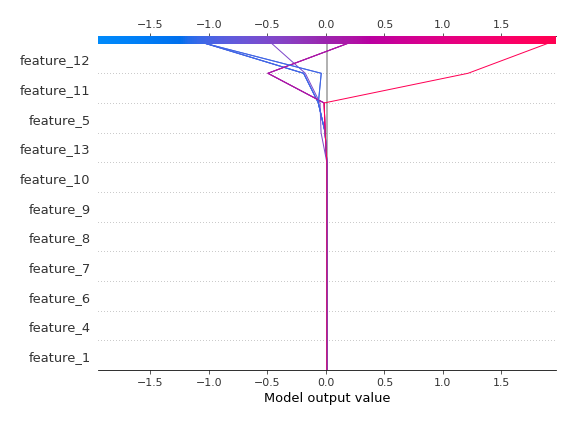 −1.5 −1.0 −0.5 0.0 0.5 1.0 1.5
feature_12
feature_11
feature_5
feature_13
feature_10
feature_9
feature_8
feature_7
feature_6
feature_4
feature_1
−1.5 −1.0 −0.5 0.0 0.5 1.0 1.5
Model output value